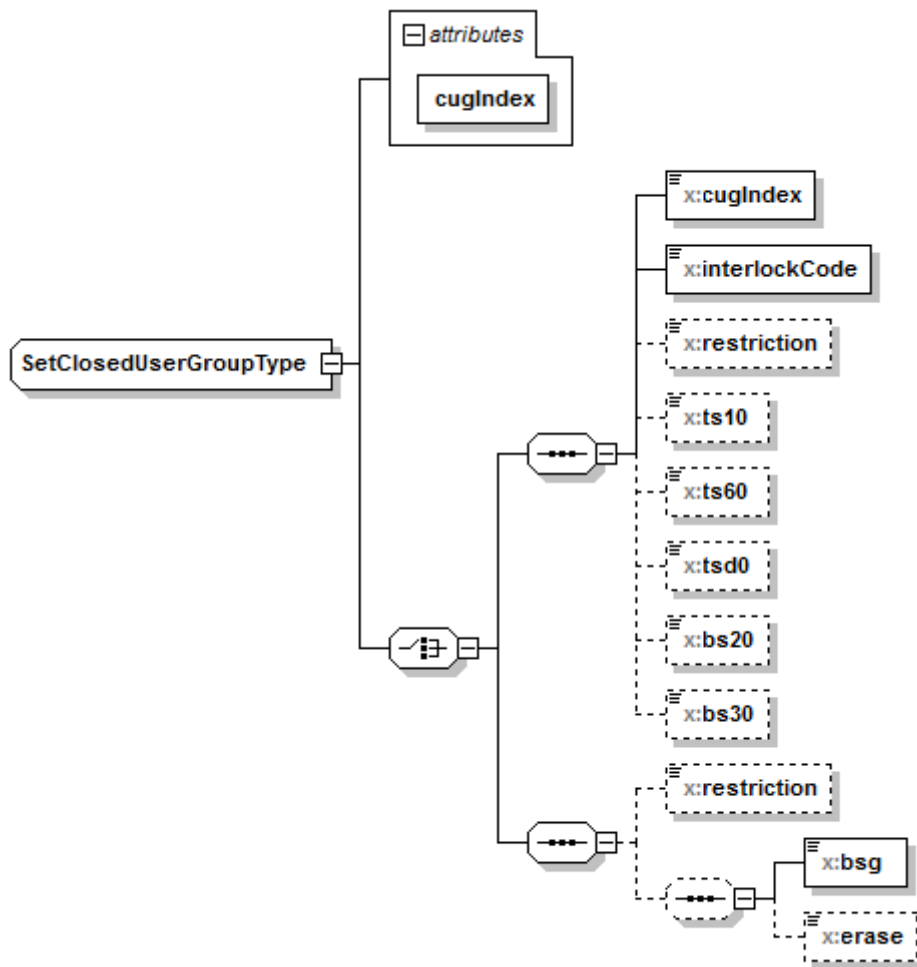 attributes
cugIndex
x:cugIndex
x:interlockCode
x:restriction
SetClosedUserGroupType
x:ts10
x:ts60
x:tsd0
x:bs20
x:bs30
x:restriction
x:bsg
x:erase